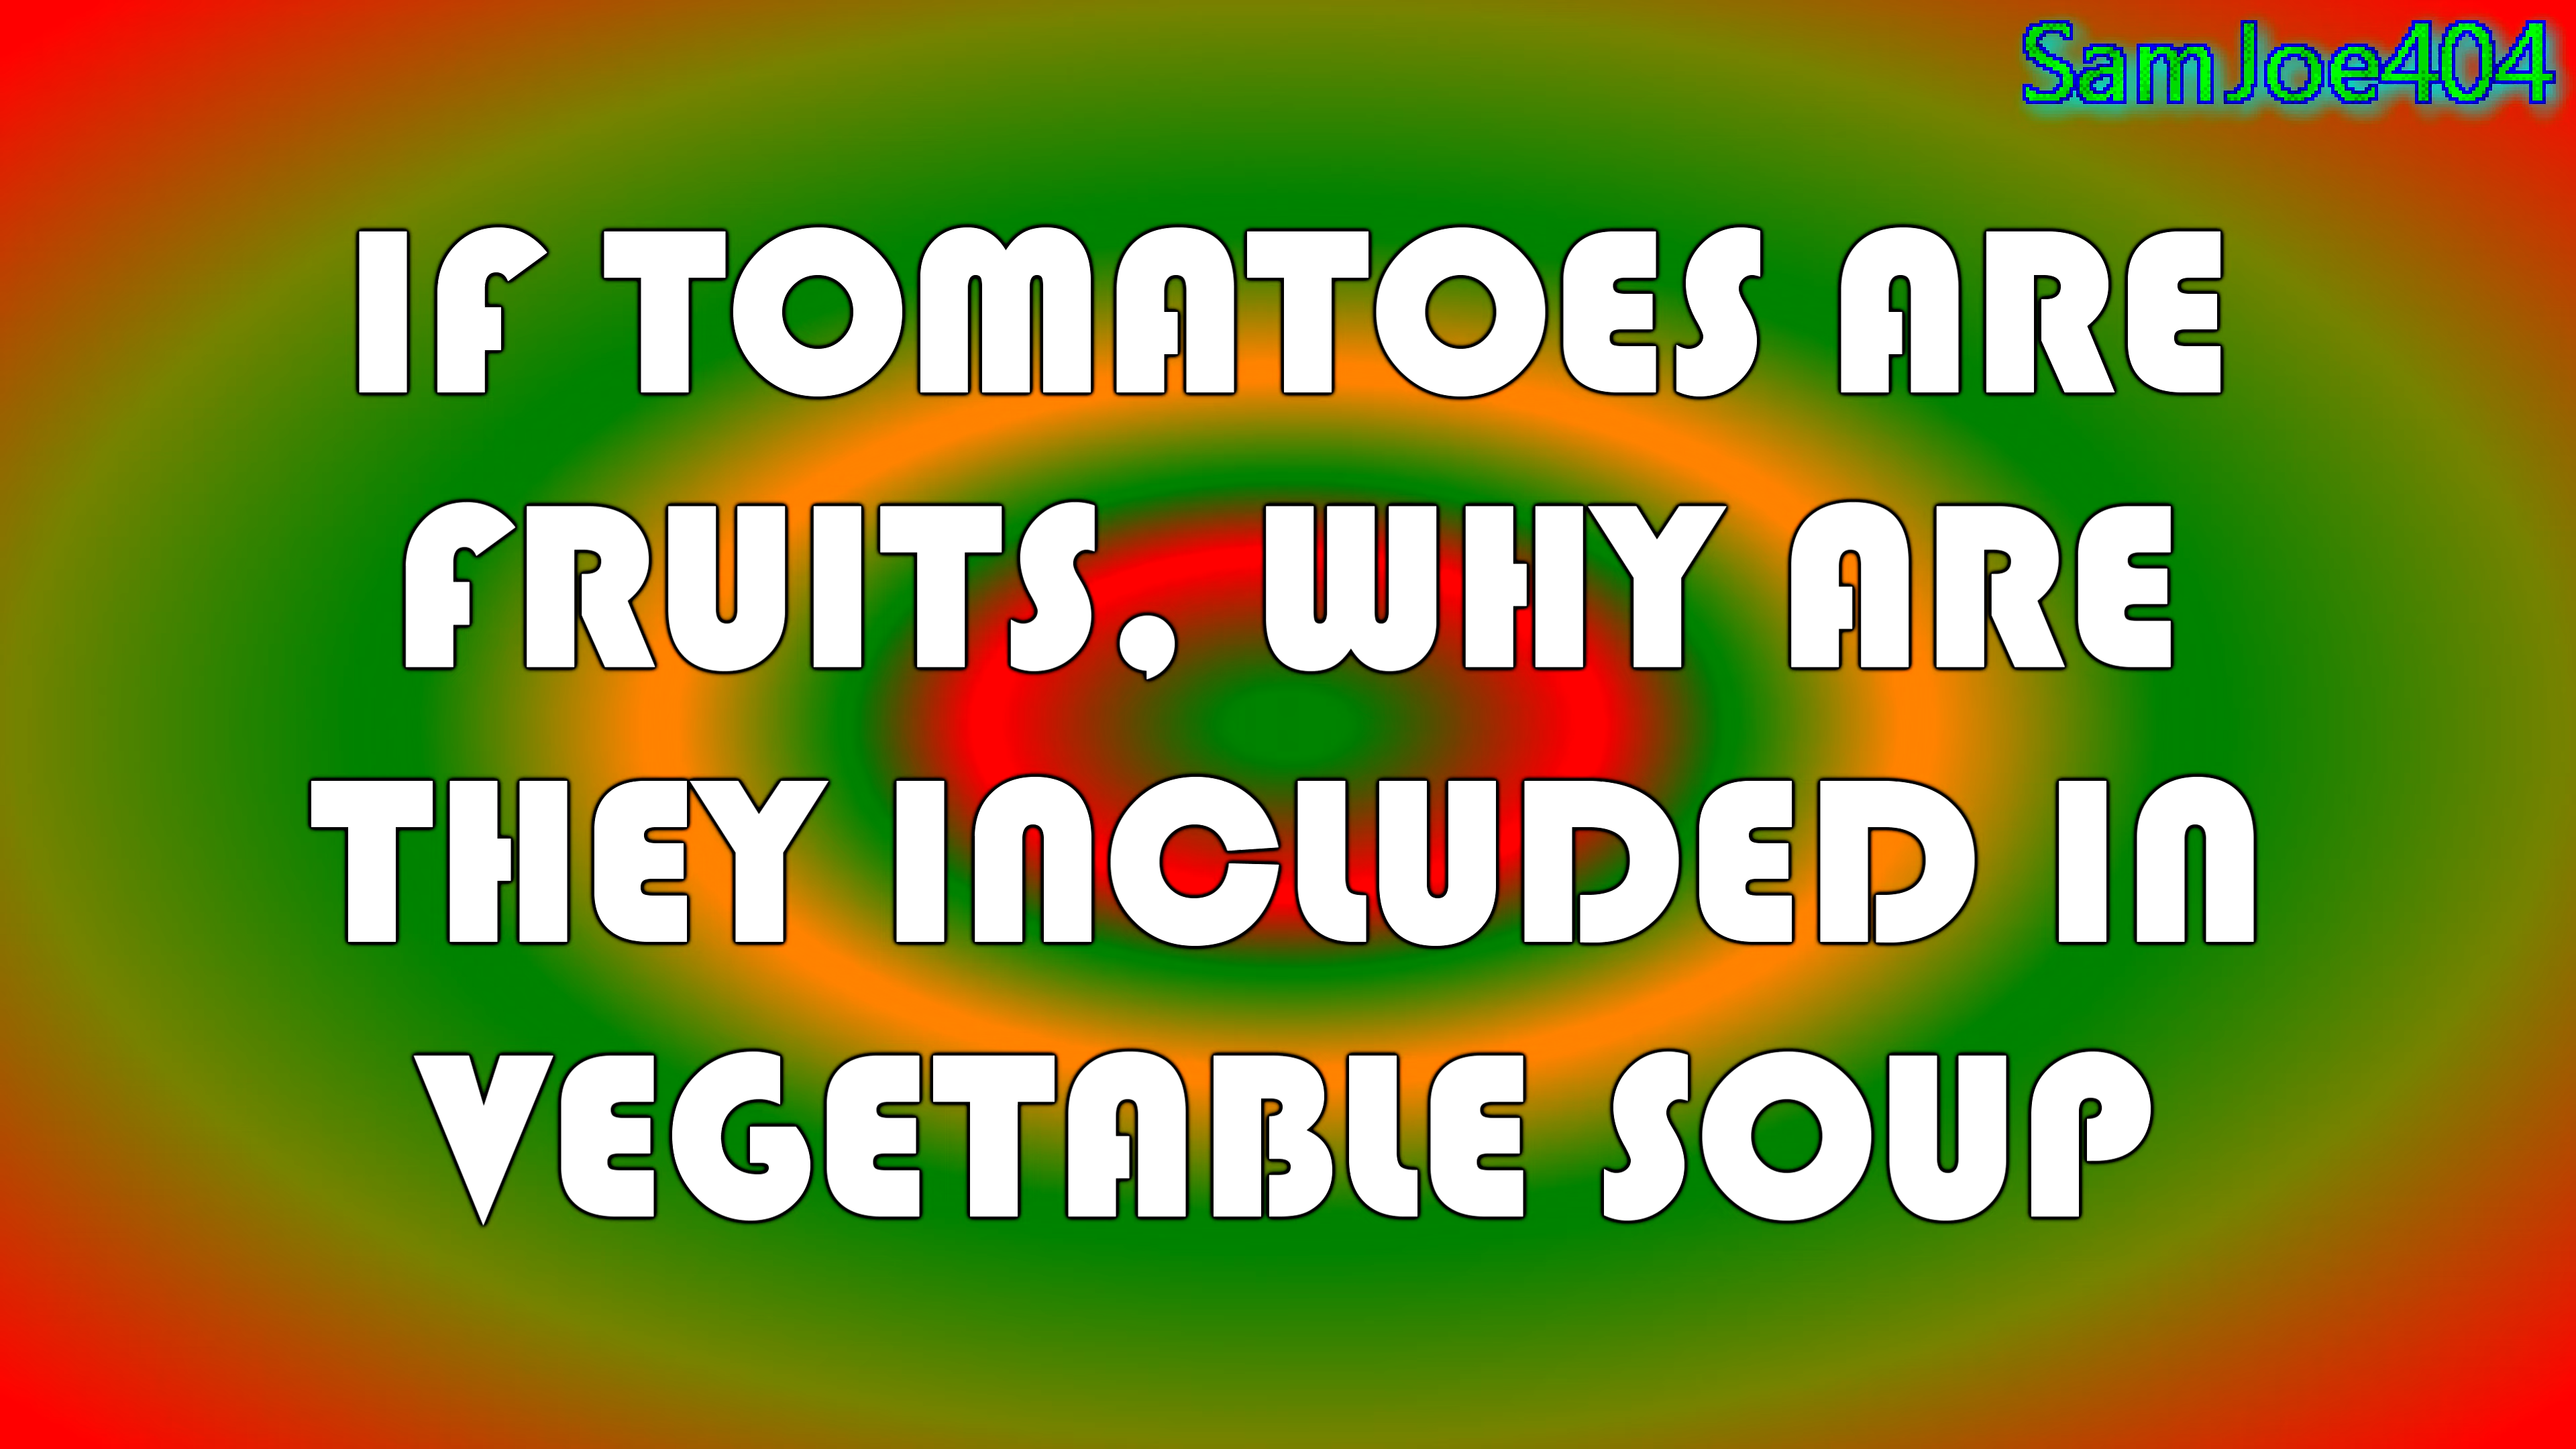 SamJoe404
IF TOMATOES ARE
FRUITS, WHY ARE
THEY INCLUDED IN
VEGETABLE SOUP